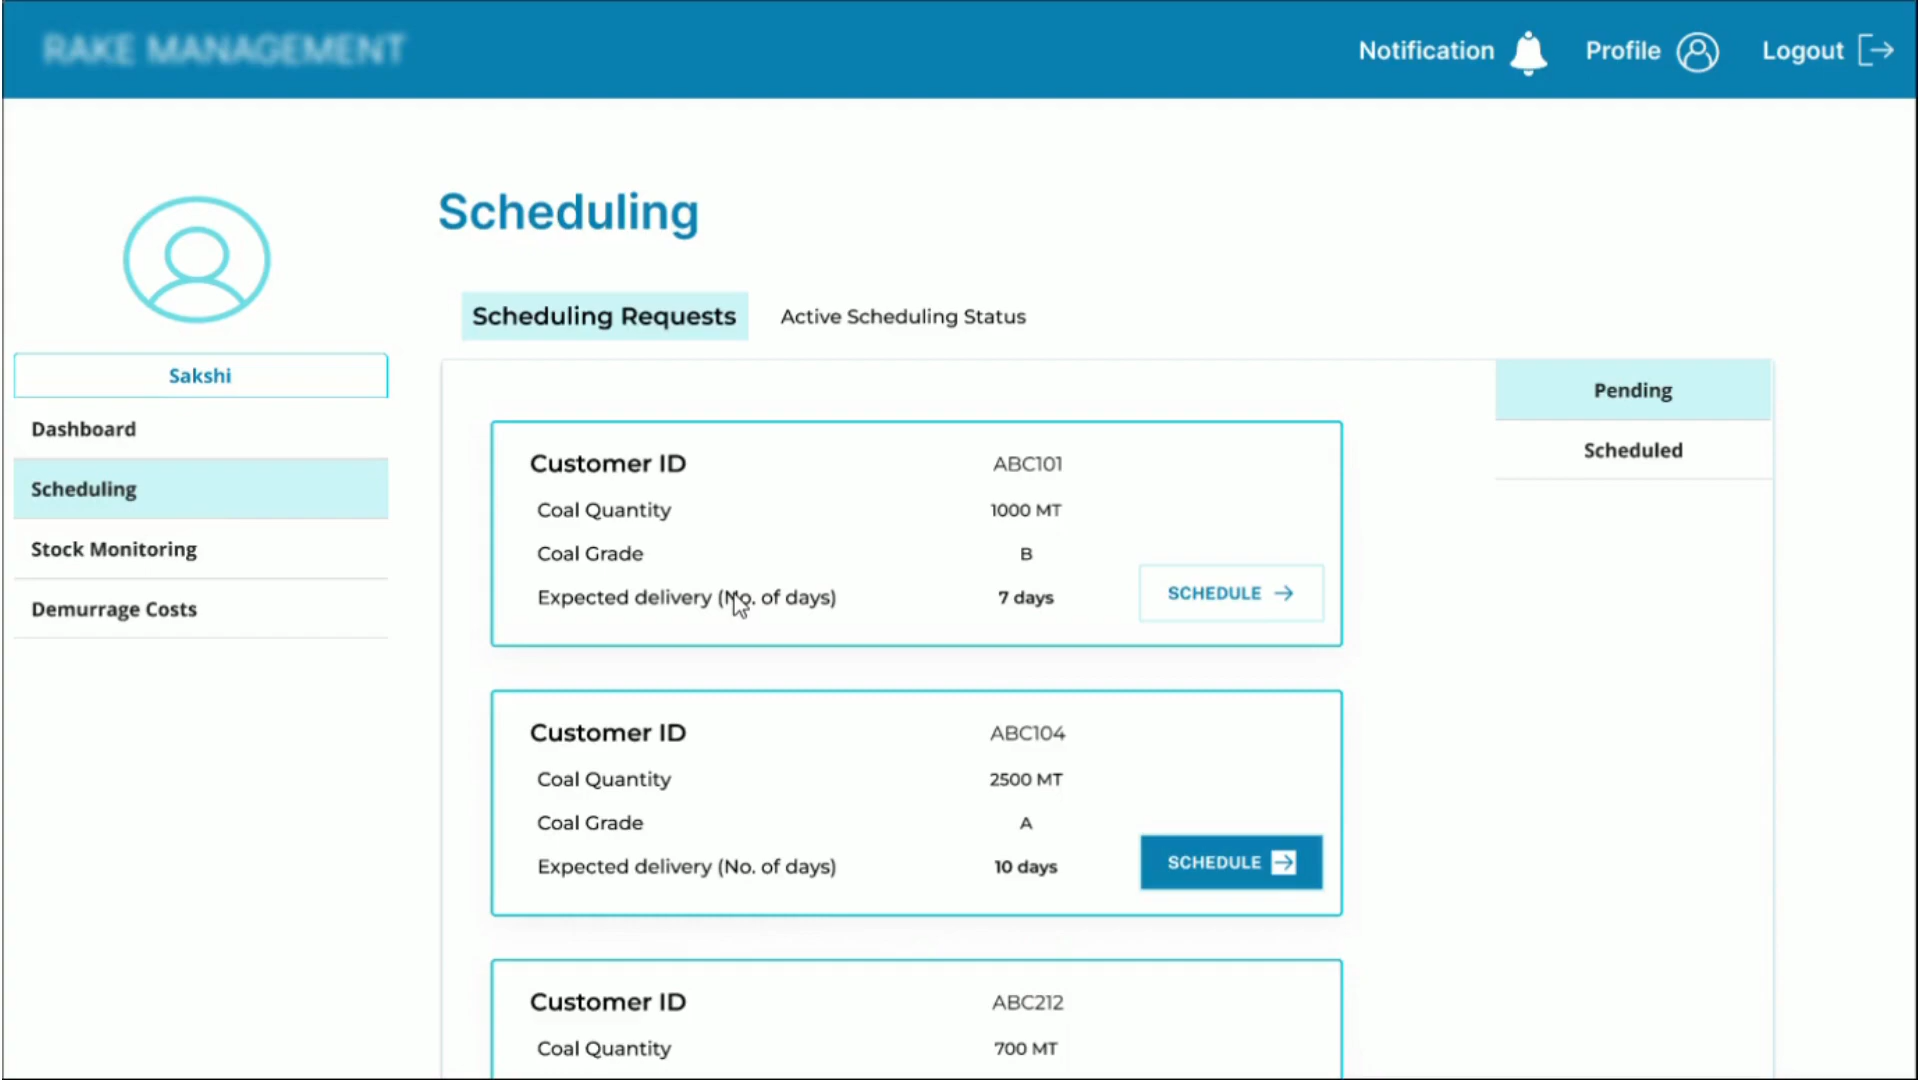 RAKE MANAGEMENT
Notification
Profile
Logout
Sakshi
Dashboard
Scheduling
Stock Monitoring
Demurrage Costs
Scheduling
Scheduling Requests
Active Scheduling Status
Pending
Scheduled
Customer ID ABC101
Coal Quantity 1000 MT
Coal Grade B
Expected delivery (No. of days) 7 days
SCHEDULE
Customer ID ABC104
Coal Quantity 2500 MT
Coal Grade A
Expected delivery (No. of days) 10 days
SCHEDULE
Customer ID ABC212
Coal Quantity 700 MT